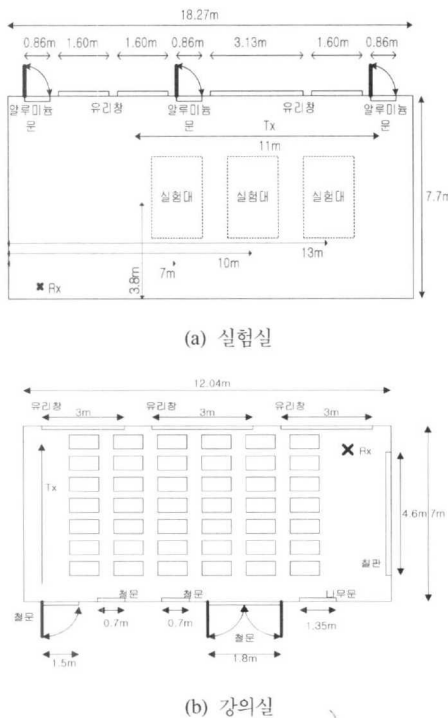 18.27m
0.86m 1.60m 1.60m 0.86m 3.13m 1.60m 0.86m
알루미늄 문
유리창
알루미늄 문
유리창
알루미늄 문
Tx
11m
실험대 실험대 실험대
7.7m
13m
10m
7m
3.8m
Rx
(a) 실험실
12.04m
유리창 유리창 유리창
3m 3m 3m
Tx
Rx
4.6m 7m
철판
철문 철문 철문 나무문
철문
0.7m 0.7m 1.35m
1.5m 1.8m
(b) 강의실